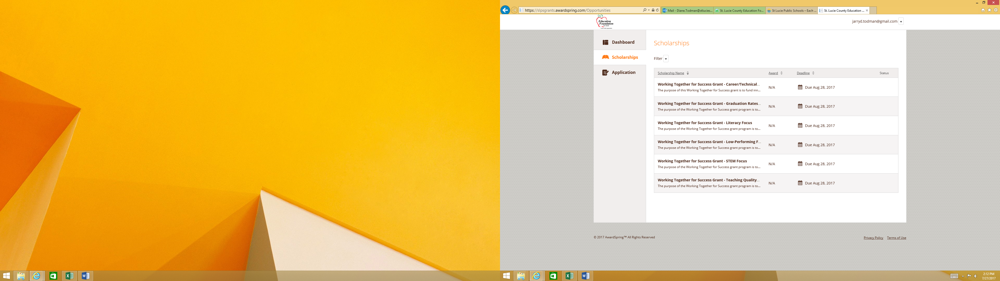 https://slpsgrants.awardspring.com/Opportunities
Mail - Diane.Todman@stlucies...
St. Lucie County Education Fo...
St Lucie Public Schools – Each ...
St. Lucie County Education ...
Education
Foundation
St. Lucie
jarryd.todman@gmail.com
Dashboard
Scholarships
Application
Scholarships
Filter
Scholarship Name Award Deadline Status
Working Together for Success Grant - Career/Technical...
The purpose of this Working Together for Success grant is to fund inn...
N/A
Due Aug 28, 2017
Working Together for Success Grant - Graduation Rates...
The purpose of the Working Together for Success grant program is to...
N/A
Due Aug 28, 2017
Working Together for Success Grant - Literacy Focus
The purpose of the Working Together for Success grant program is to...
N/A
Due Aug 28, 2017
Working Together for Success Grant - Low-Performing F...
The purpose of the Working Together for Success grant program is to...
N/A
Due Aug 28, 2017
Working Together for Success Grant - STEM Focus
The purpose of the Working Together for Success grant program is to...
N/A
Due Aug 28, 2017
Working Together for Success Grant - Teaching Quality...
The purpose of the Working Together for Success grant program is to...
N/A
Due Aug 28, 2017
© 2017 AwardSpring™ All Rights Reserved
Privacy Policy Terms of Use
2:12 PM
7/27/2017